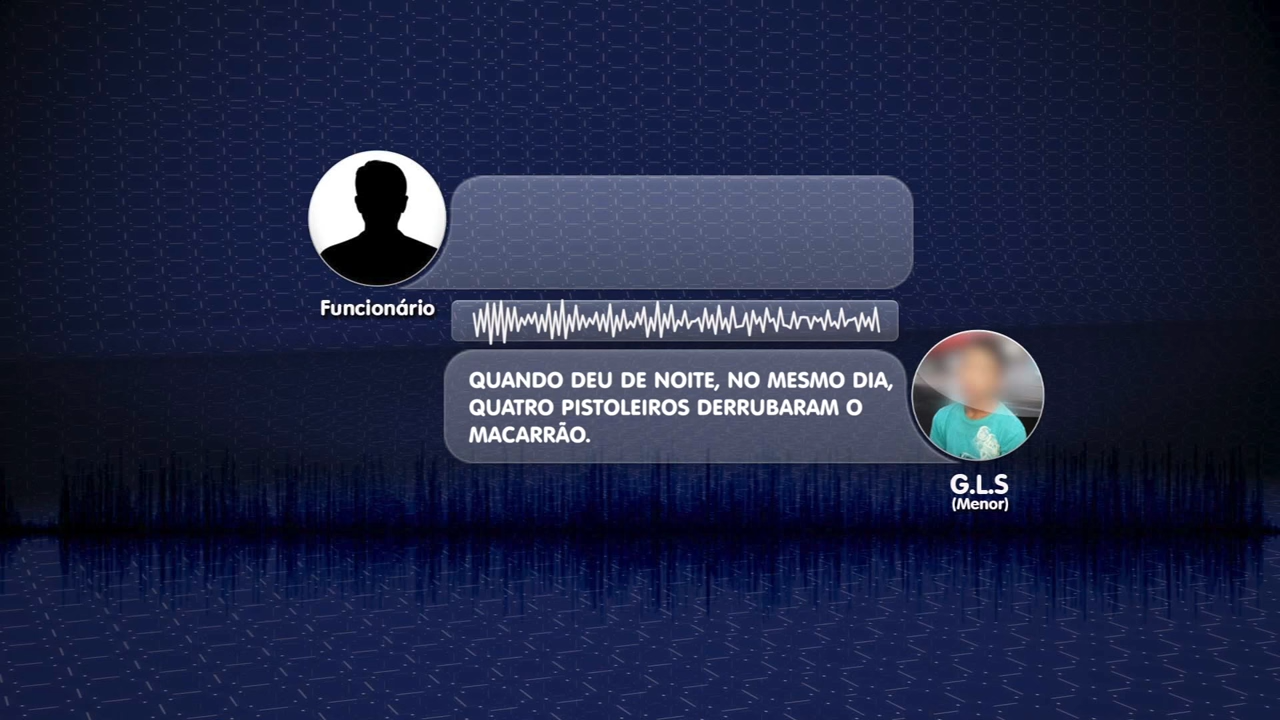 Funcionário
QUANDO DEU DE NOITE, NO MESMO DIA,
QUATRO PISTOLEIROS DERRUBARAM O
MACARRÃO.
G.L.S
(Menor)